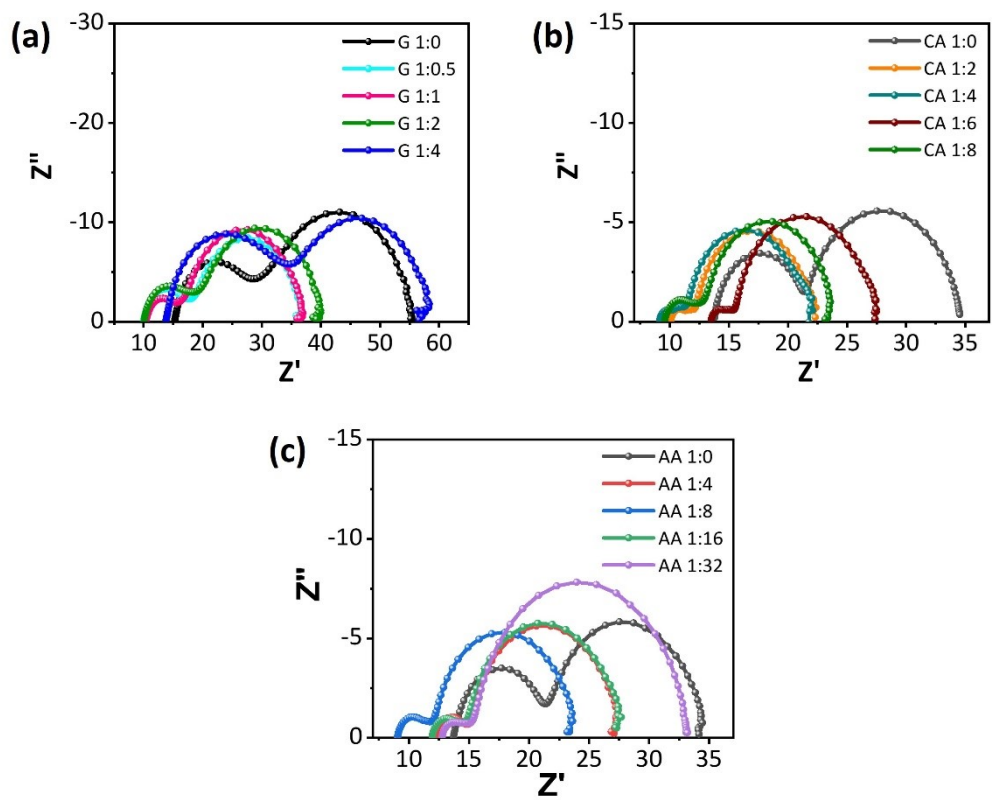 (a)
-30
-20
-10
0
Z"
G 1:0
G 1:0.5
G 1:1
G 1:2
G 1:4
10 20 30 40 50 60
Z'
(b)
-15
-10
-5
0
Z"
CA 1:0
CA 1:2
CA 1:4
CA 1:6
CA 1:8
10 15 20 25 30 35
Z'
(c)
-15
-10
-5
0
Z"
AA 1:0
AA 1:4
AA 1:8
AA 1:16
AA 1:32
10 15 20 25 30 35
Z'